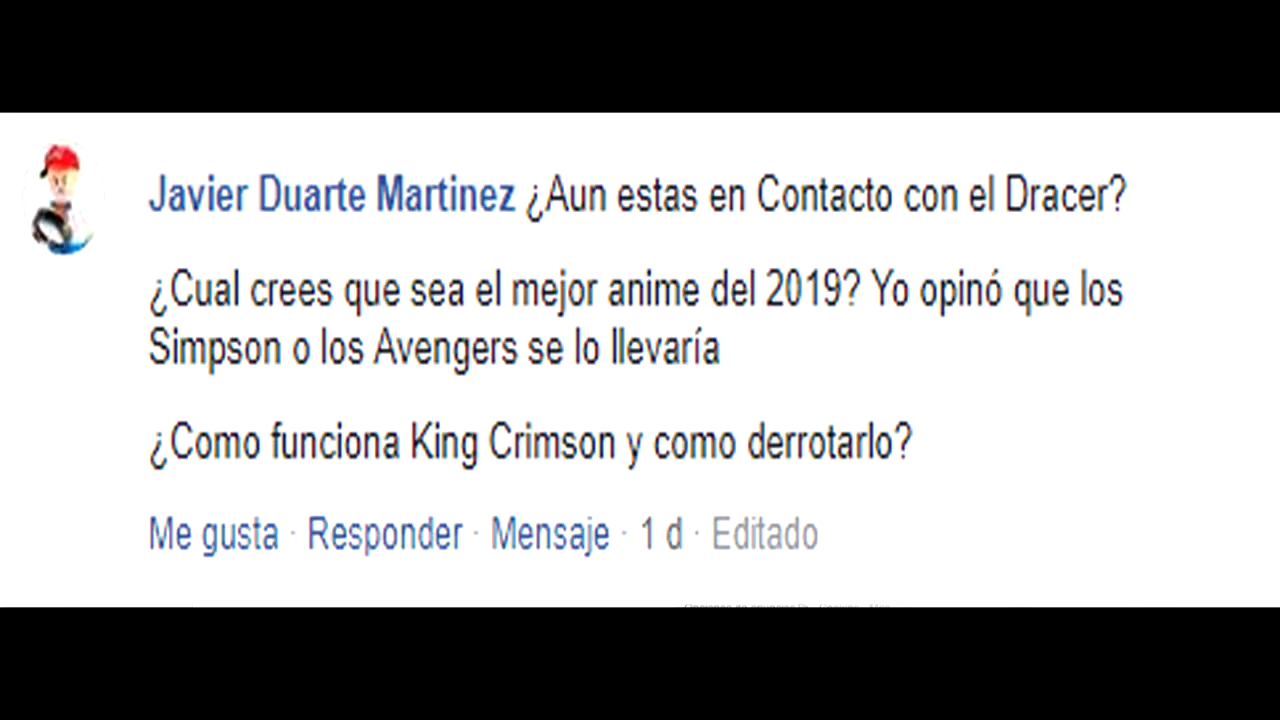 Javier Duarte Martinez ¿Aun estas en Contacto con el Dracer?
¿Cual crees que sea el mejor anime del 2019? Yo opinó que los
Simpson o los Avengers se lo llevaría
¿Como funciona King Crimson y como derrotarlo?
Me gusta · Responder · Mensaje · 1 d · Editado